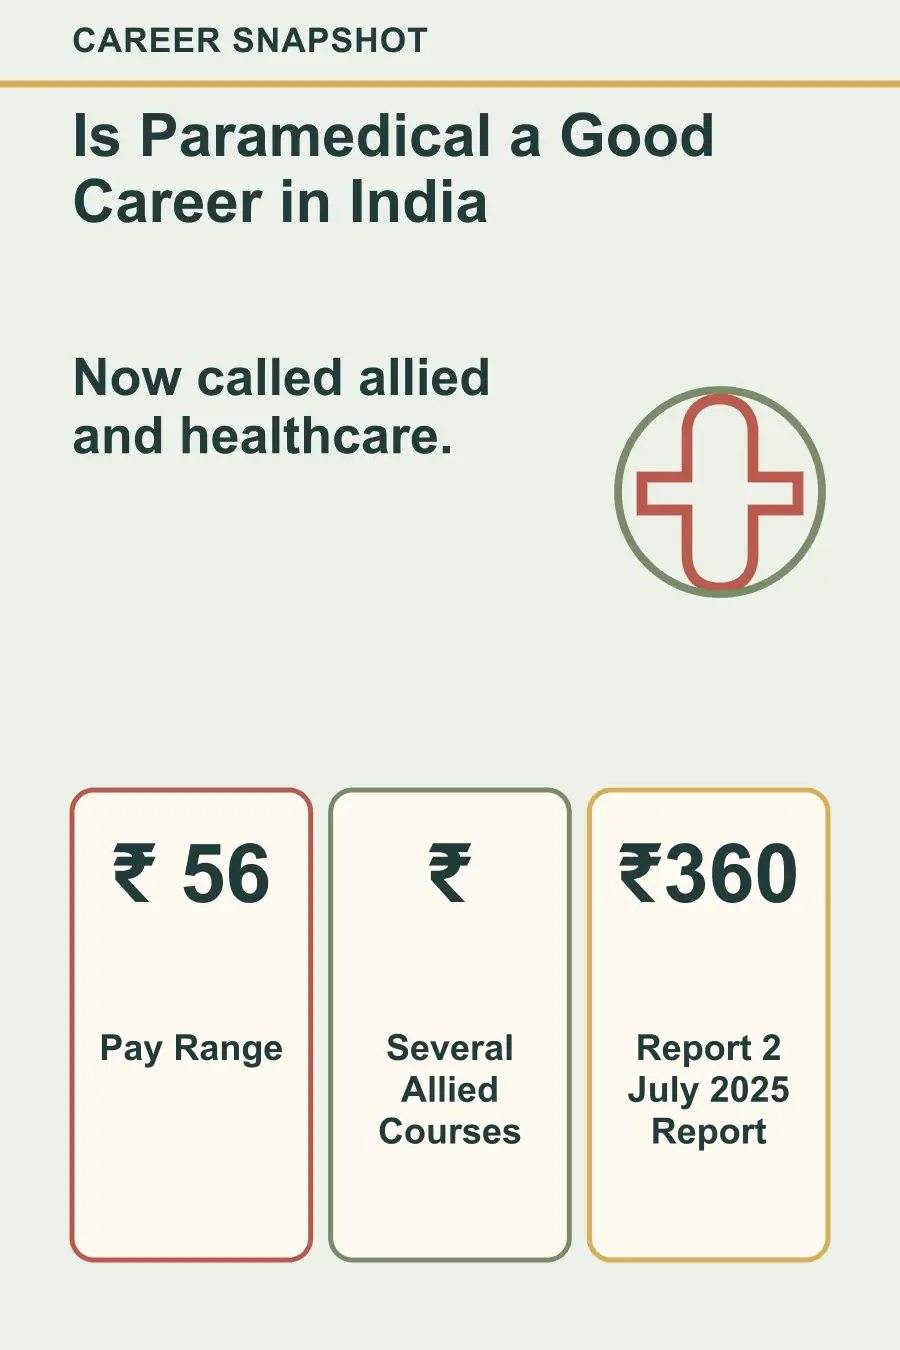 CAREER SNAPSHOT
Is Paramedical a Good
Career in India
Now called allied
and healthcare.
₹ 56
Pay Range
₹
Several
Allied
Courses
₹360
Report 2
July 2025
Report